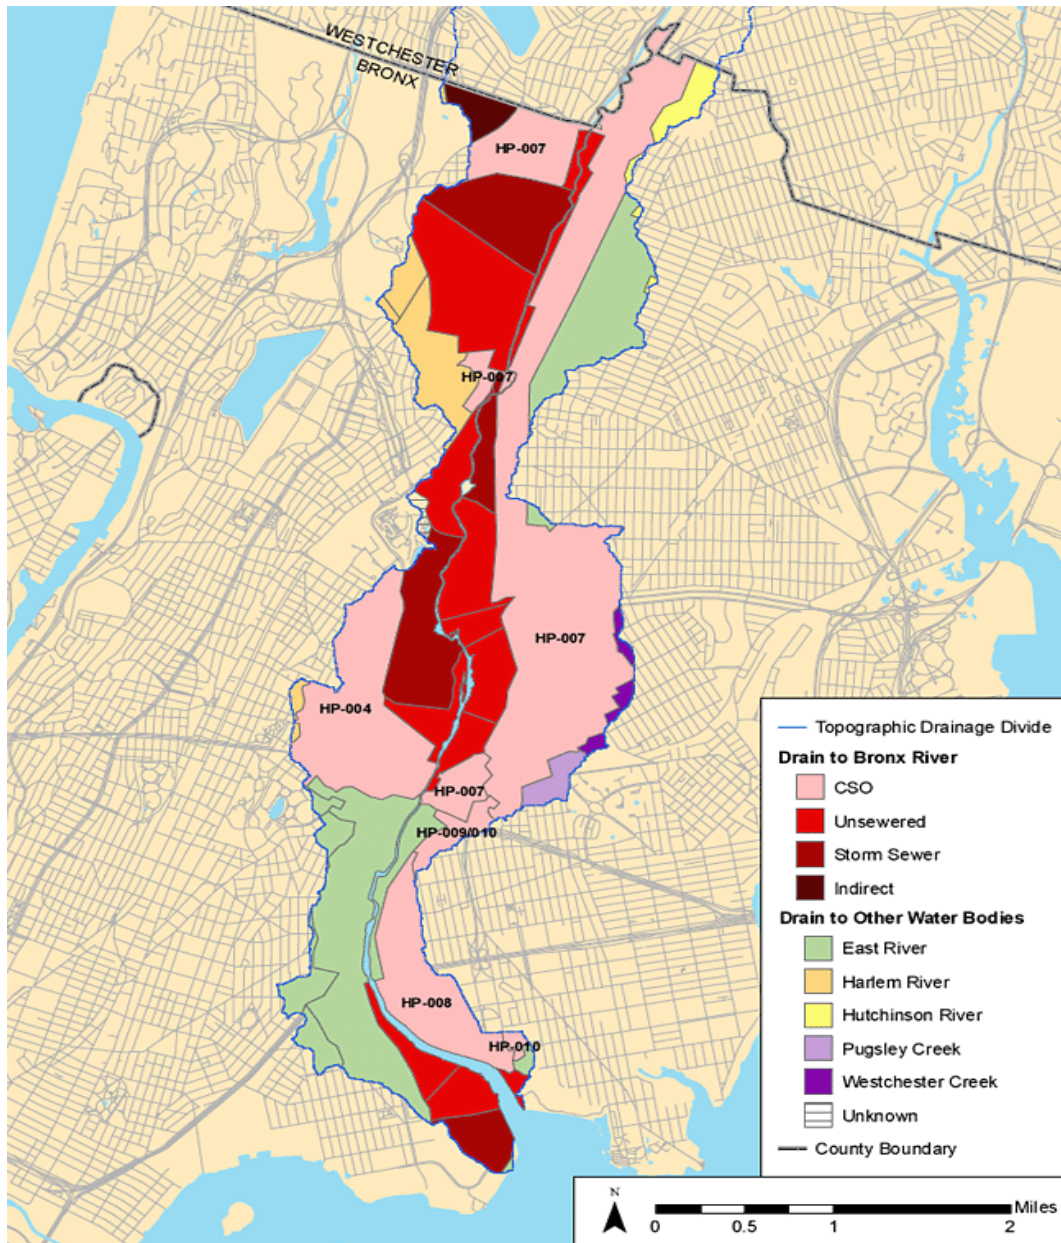 WESTCHESTER
BRONX
HP-007
HP-007
HP-007
HP-004
HP-007
HP-009/010
HP-008
HP-010
Topographic Drainage Divide
Drain to Bronx River
CSO
Unsewered
Storm Sewer
Indirect
Drain to Other Water Bodies
East River
Harlem River
Hutchinson River
Pugsley Creek
Westchester Creek
Unknown
County Boundary
N
Miles
0 0.5 1 2